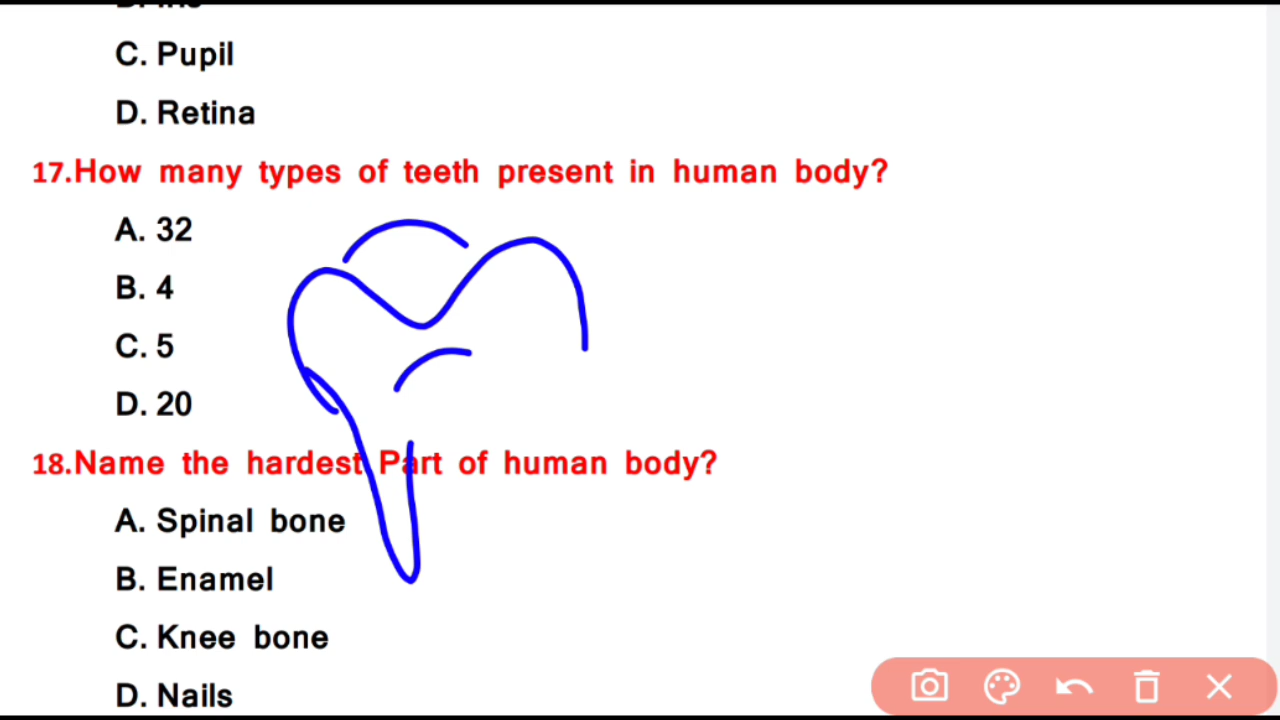 C. Pupil
D. Retina
17.How many types of teeth present in human body?
A. 32
B. 4
C. 5
D. 20
18.Name the hardest Part of human body?
A. Spinal bone
B. Enamel
C. Knee bone
D. Nails